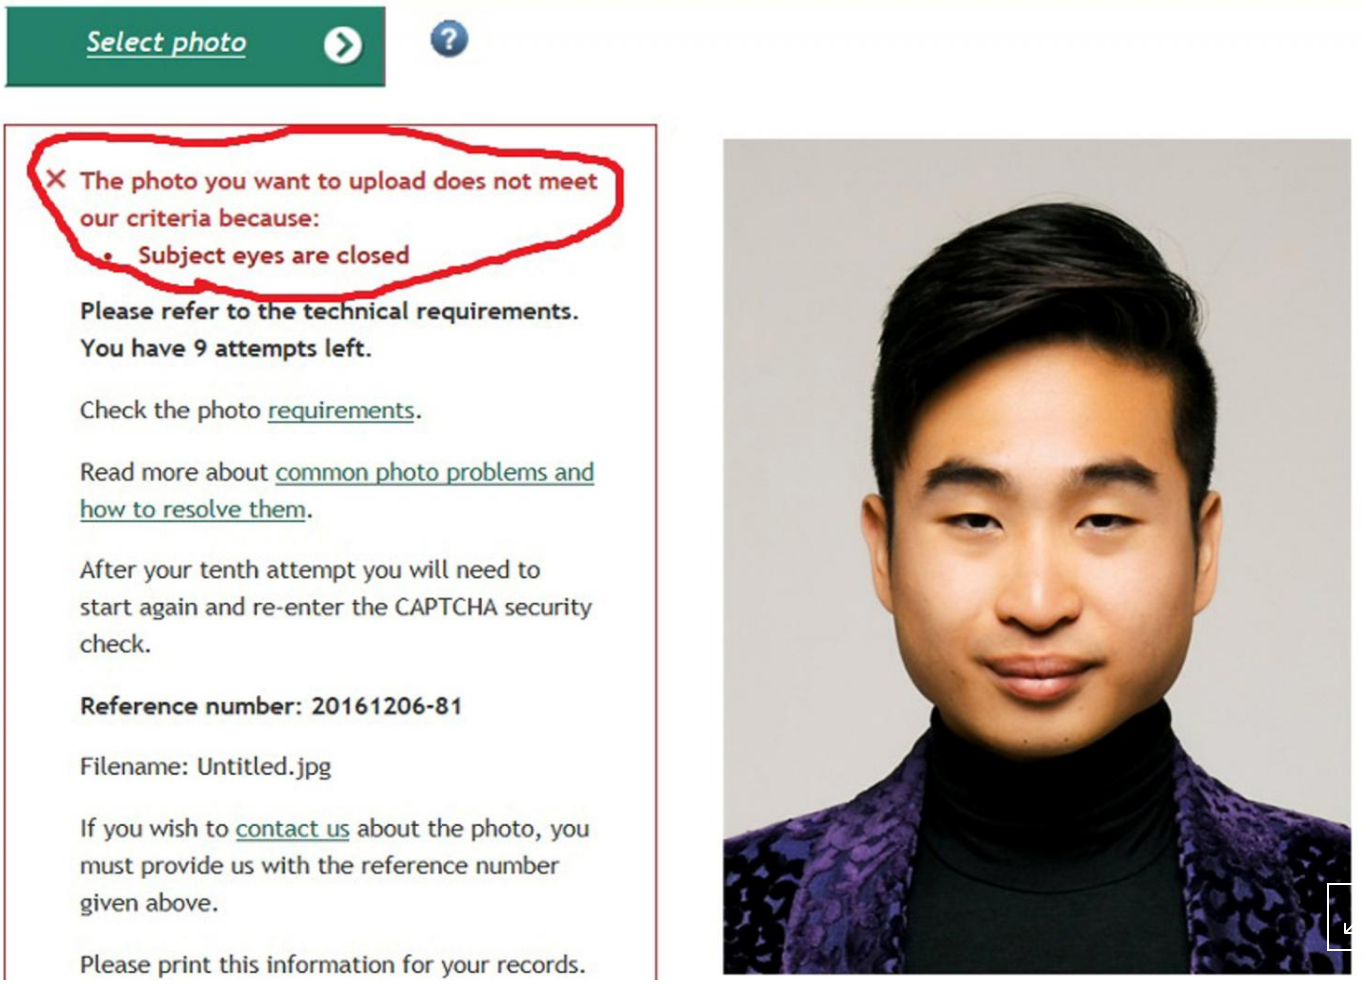 Select photo
?
The photo you want to upload does not meet
our criteria because:
• Subject eyes are closed
Please refer to the technical requirements.
You have 9 attempts left.
Check the photo requirements.
Read more about common photo problems and
how to resolve them.
After your tenth attempt you will need to
start again and re-enter the CAPTCHA security
check.
Reference number: 20161206-81
Filename: Untitled.jpg
If you wish to contact us about the photo, you
must provide us with the reference number
given above.
Please print this information for your records.